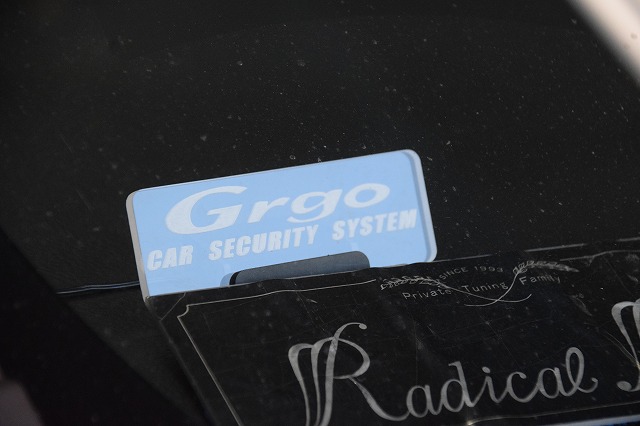 Grgo
CAR SECURITY SYSTEM
SINCE 1993
Private Tuning Family
Radical